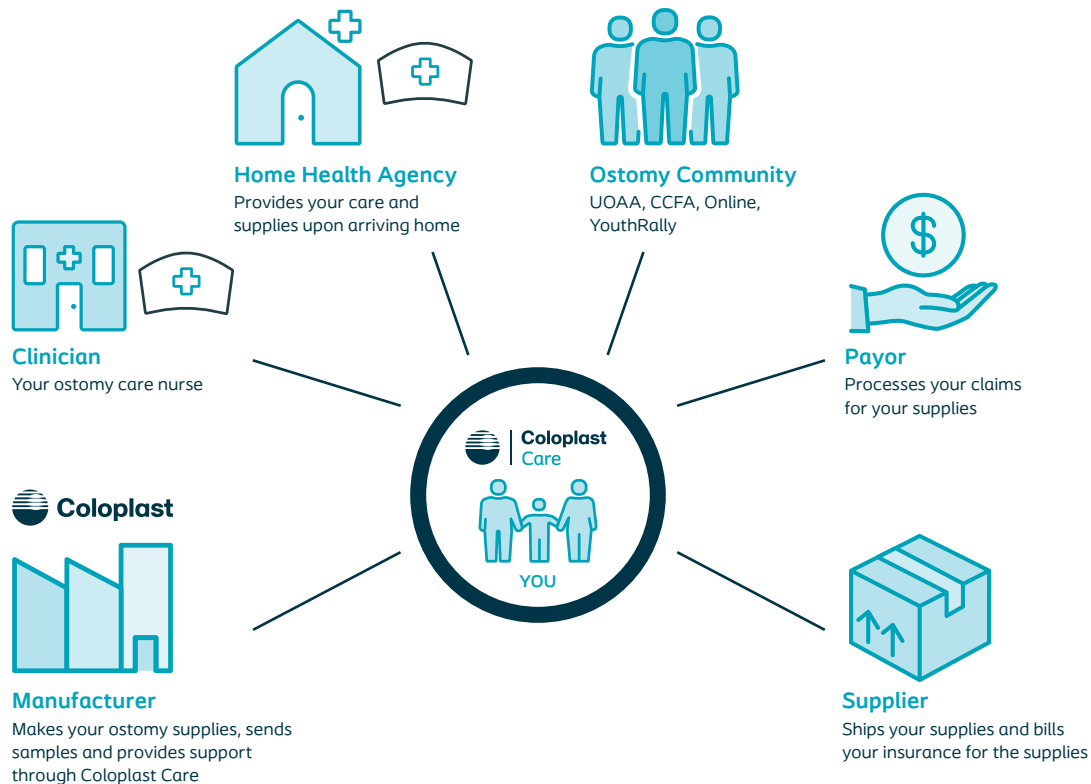 Home Health Agency
Provides your care and
supplies upon arriving home
Ostomy Community
UOAA, CCFA, Online,
YouthRally
$
Clinician
Your ostomy care nurse
Payor
Processes your claims
for your supplies
Coloplast
Care
YOU
Coloplast
Manufacturer
Makes your ostomy supplies, sends
samples and provides support
through Coloplast Care
Supplier
Ships your supplies and bills
your insurance for the supplies